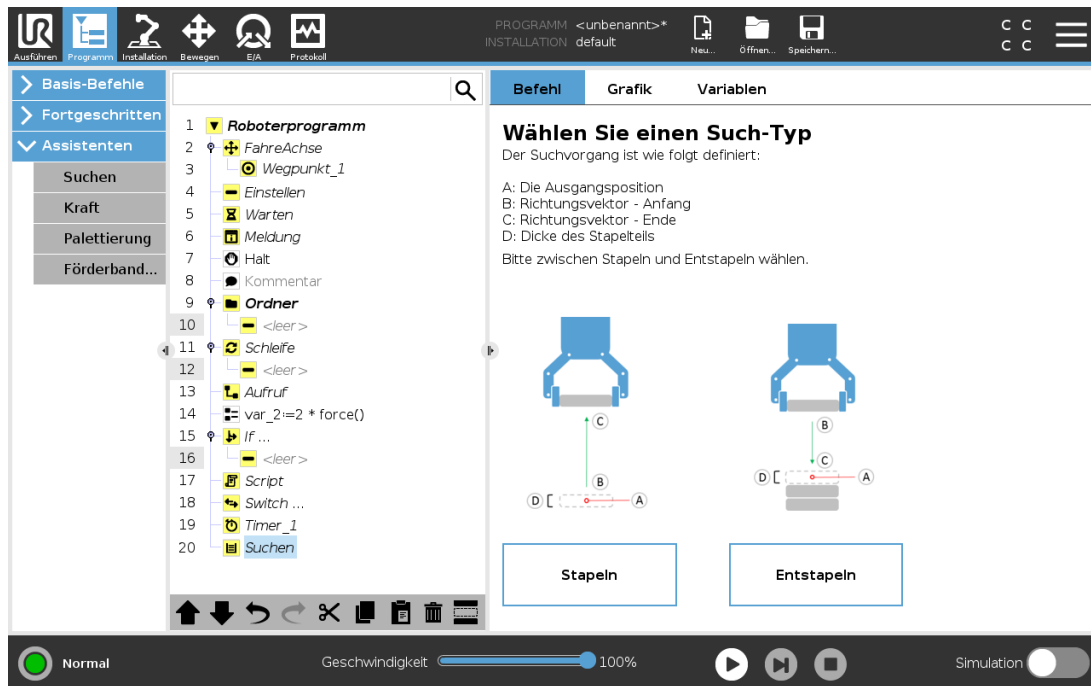 PROGRAMM <unbenannt>*
INSTALLATION default
Ausführen Programm Installation Bewegen E/A Protokoll
Neu... Öffnen... Speichern...
C C
C C
Basis-Befehle
Fortgeschritten
Assistenten
Suchen
Kraft
Palettierung
Förderband...
1 Roboterprogramm
2 FahreAchse
3 Wegpunkt_1
4 Einstellen
5 Warten
6 Meldung
7 Halt
8 Kommentar
9 Ordner
10 <leer>
11 Schleife
12 <leer>
13 Aufruf
14 var_2:=2 * force()
15 If ...
16 <leer>
17 Script
18 Switch ...
19 Timer_1
20 Suchen
Befehl Grafik Variablen
Wählen Sie einen Such-Typ
Der Suchvorgang ist wie folgt definiert:
A: Die Ausgangsposition
B: Richtungsvektor - Anfang
C: Richtungsvektor - Ende
D: Dicke des Stapelteils
Bitte zwischen Stapeln und Entstapeln wählen.
C
B
D A
B
C
D A
Stapeln Entstapeln
Normal Geschwindigkeit 100% Simulation